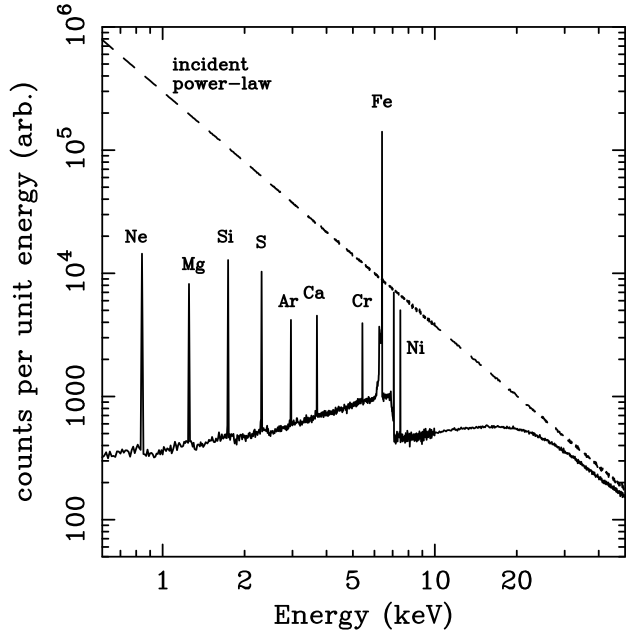 10^6
incident
power-law
Fe
10^5
Ne
Mg
Si
S
Ar
Ca
Cr
Ni
10^4
1000
100
counts per unit energy (arb.)
1
2
5
10
20
Energy (keV)